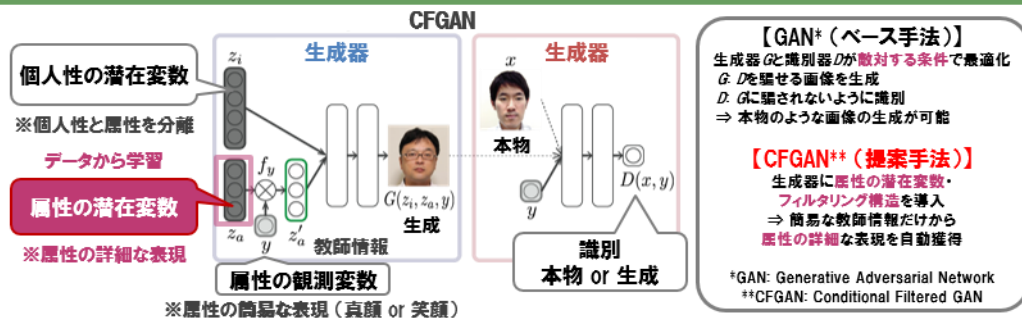 CFGAN
個人性の潜在変数
※個人性と属性を分離
データから学習
属性の潜在変数
※属性の詳細な表現
生成器
z_i
z_a
f_y
y
z'_a
教師情報
G(z_i, z_a, y)
生成
属性の観測変数
※属性の簡易な表現（真顔 or 笑顔）
生成器
x
本物
y
D(x, y)
識別
本物 or 生成
【GAN*（ベース手法）】
生成器Gと識別器Dが敵対する条件で最適化
G: Dを騙せる画像を生成
D: Gに騙されないように識別
⇒ 本物のような画像の生成が可能
【CFGAN**（提案手法）】
生成器に属性の潜在変数・
フィルタリング構造を導入
⇒ 簡易な教師情報だけから
属性の詳細な表現を自動獲得
*GAN: Generative Adversarial Network
**CFGAN: Conditional Filtered GAN